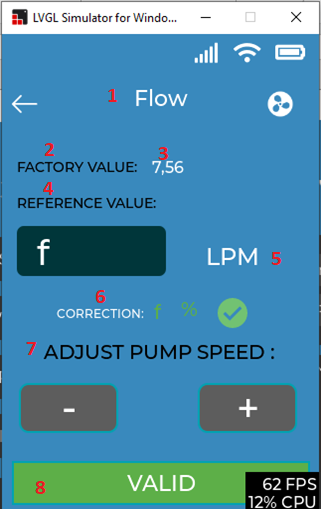 LVGL Simulator for Windo...
1 Flow
2 3
FACTORY VALUE: 7,56
4
REFERENCE VALUE:
f LPM 5
6
CORRECTION: f %
7 ADJUST PUMP SPEED :
- +
8 VALID
62 FPS
12% CPU